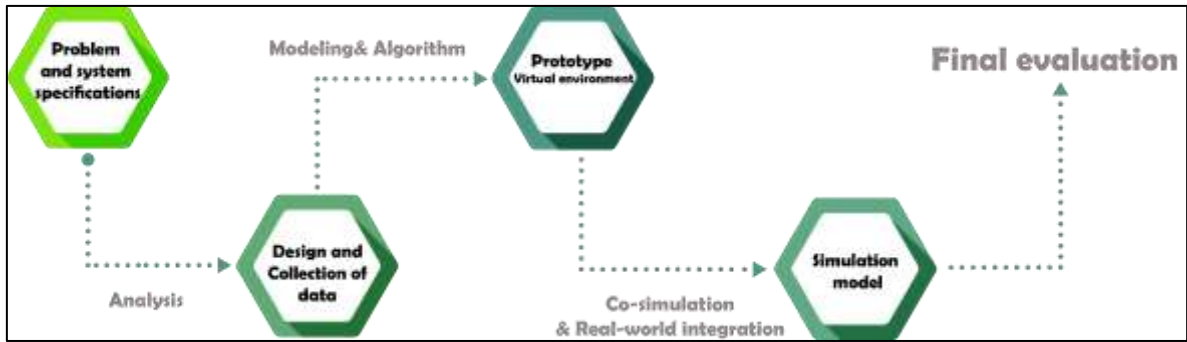 Problem
and system
specifications
Analysis
Design and
Collection of
data
Modeling& Algorithm
Prototype
Virtual environment
Co-simulation
& Real-world integration
Simulation
model
Final evaluation